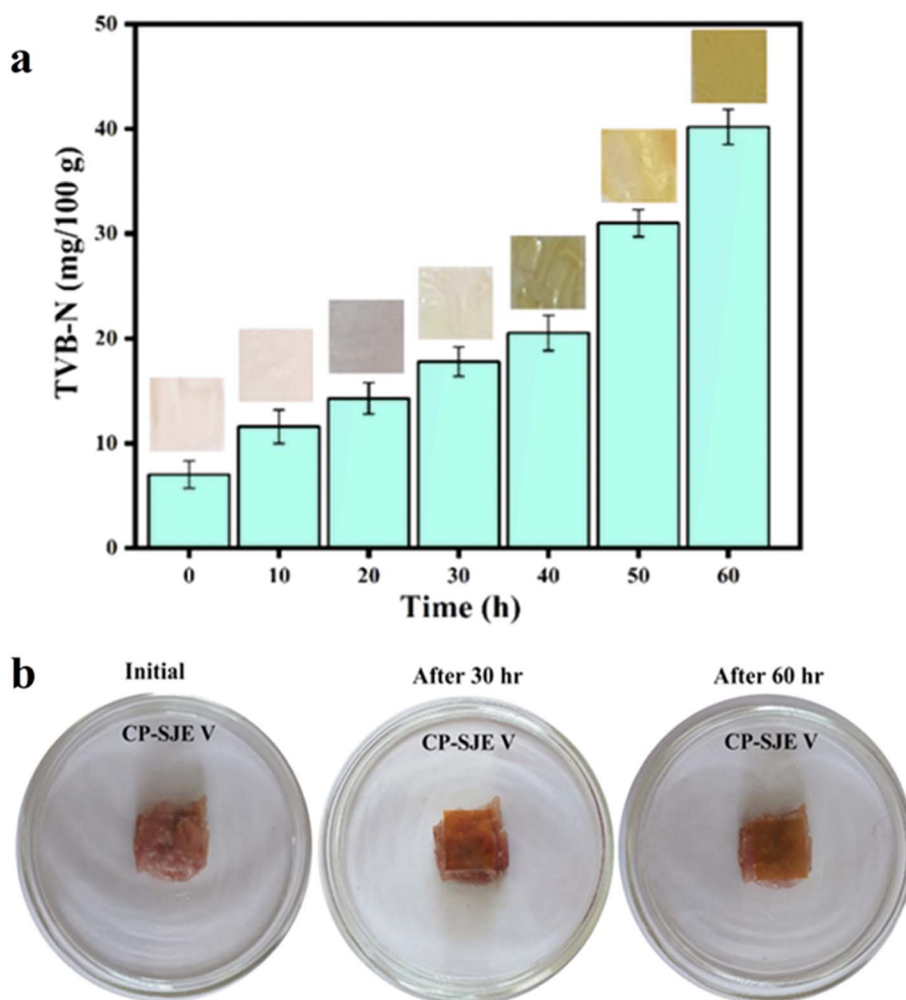 a
50
40
30
20
10
0
TVB-N (mg/100 g)
0 10 20 30 40 50 60
Time (h)
b
Initial After 30 hr After 60 hr
CP-SJE V CP-SJE V CP-SJE V